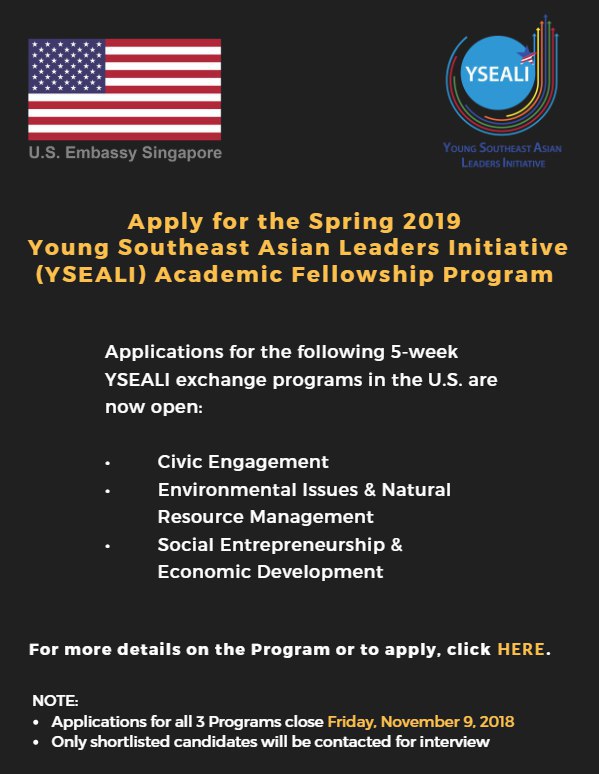 U.S. Embassy Singapore
YSEALI
YOUNG SOUTHEAST ASIAN
LEADERS INITIATIVE
Apply for the Spring 2019
Young Southeast Asian Leaders Initiative
(YSEALI) Academic Fellowship Program
Applications for the following 5-week
YSEALI exchange programs in the U.S. are
now open:
• Civic Engagement
• Environmental Issues & Natural
Resource Management
• Social Entrepreneurship &
Economic Development
For more details on the Program or to apply, click HERE.
NOTE:
• Applications for all 3 Programs close Friday, November 9, 2018
• Only shortlisted candidates will be contacted for interview